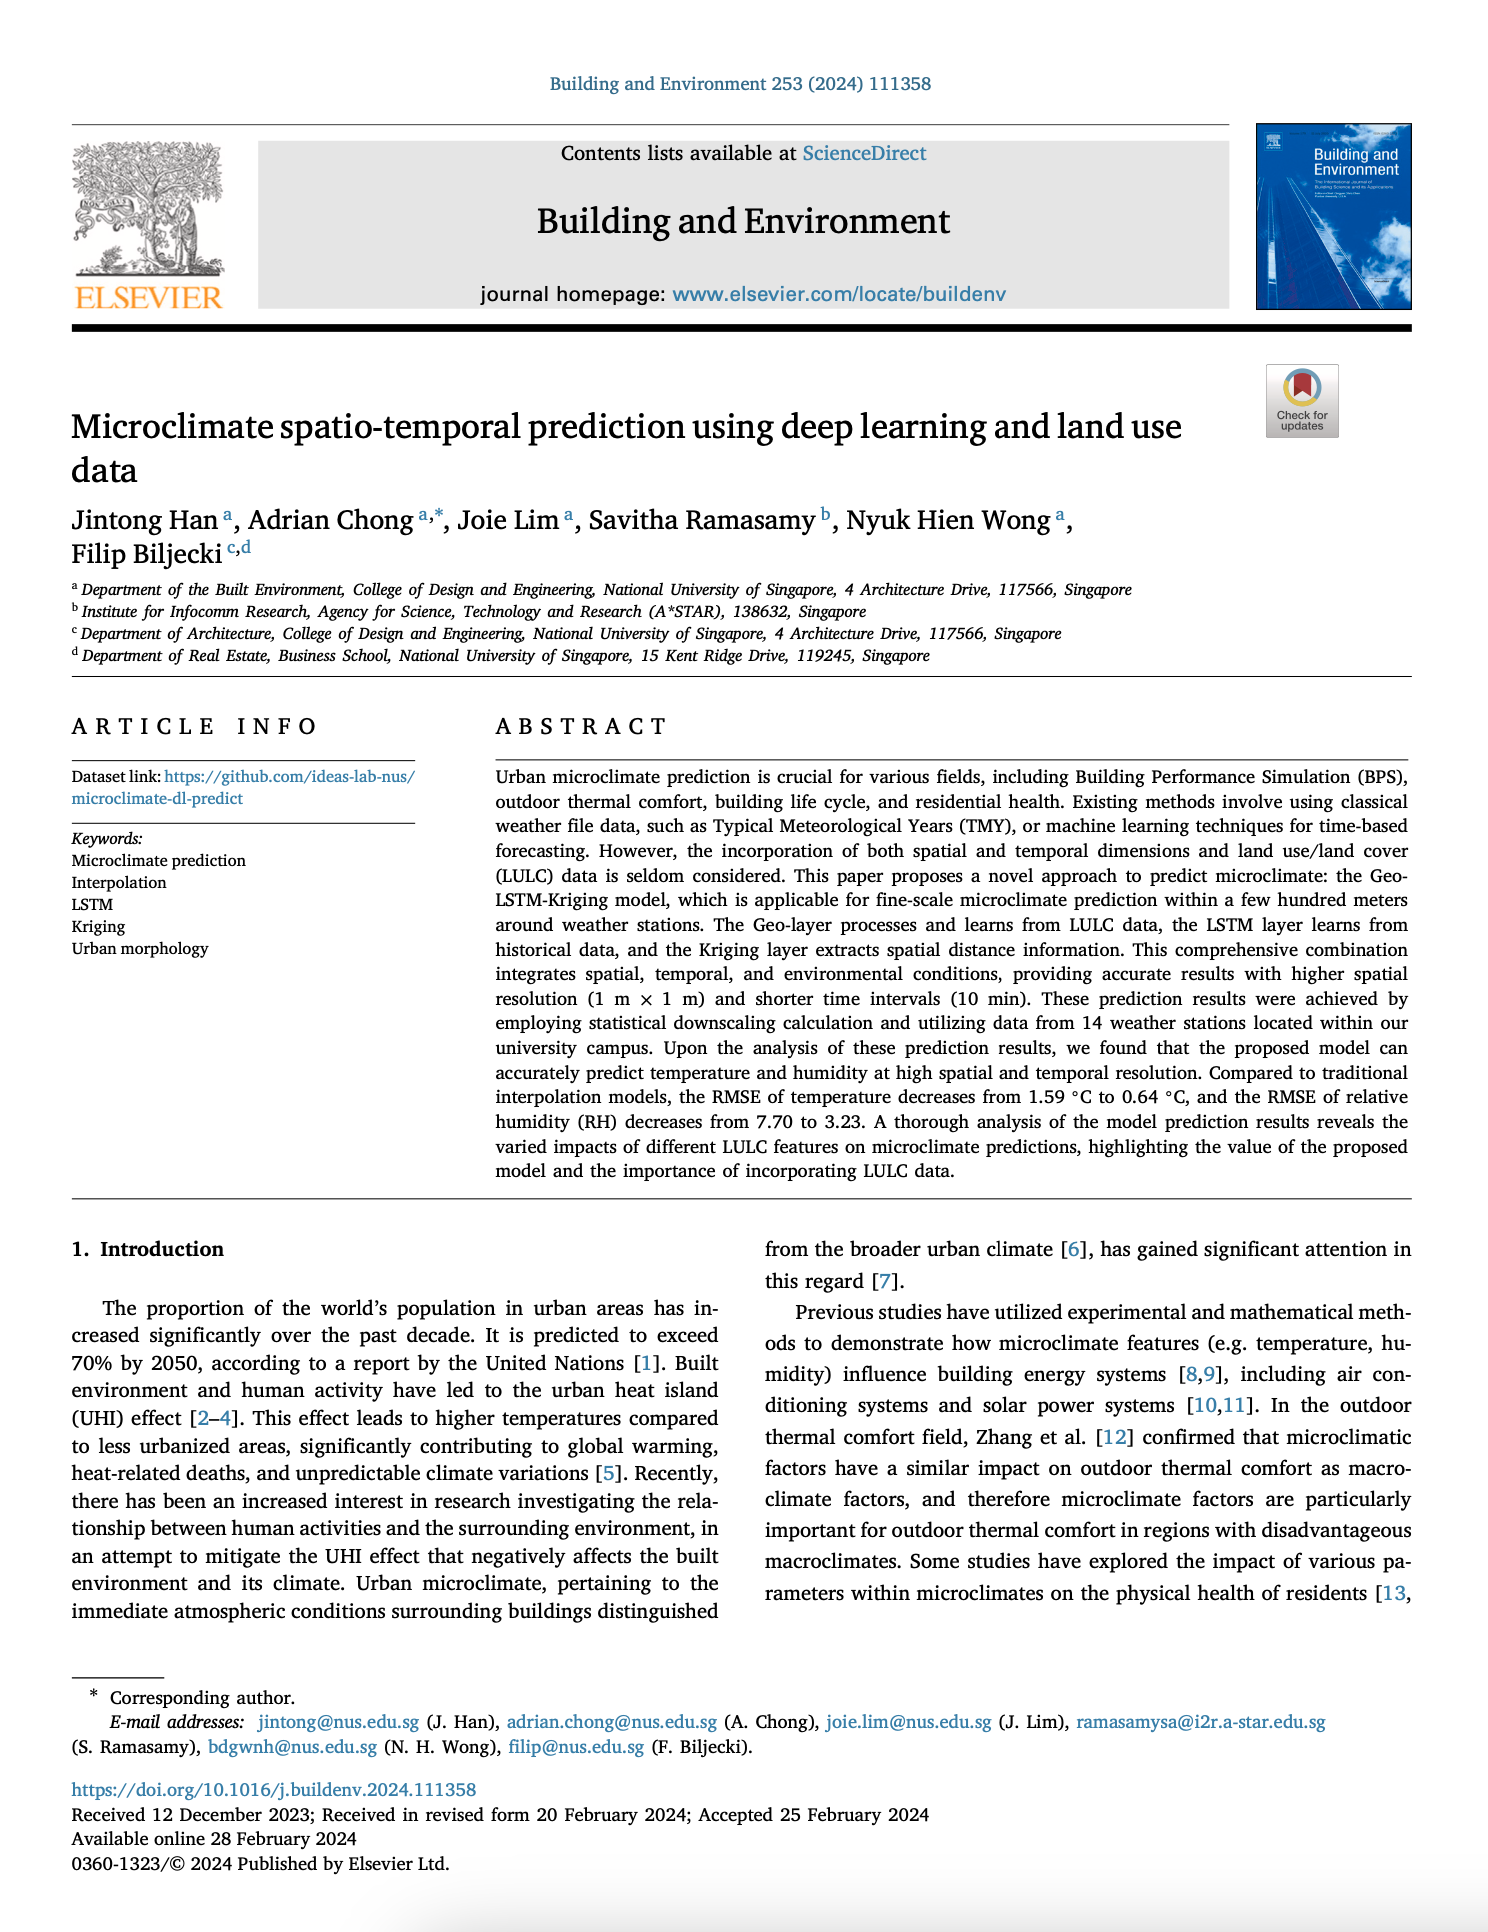 Building and Environment 253 (2024) 111358
Contents lists available at ScienceDirect
Building and Environment
journal homepage: www.elsevier.com/locate/buildenv
ELSEVIER
Building and
Environment
Check for
updates
Microclimate spatio-temporal prediction using deep learning and land use
data
Jintong Han a, Adrian Chong a,*, Joie Lim a, Savitha Ramasamy b, Nyuk Hien Wong a,
Filip Biljecki c,d
a Department of the Built Environment, College of Design and Engineering, National University of Singapore, 4 Architecture Drive, 117566, Singapore
b Institute for Infocomm Research, Agency for Science, Technology and Research (A*STAR), 138632, Singapore
c Department of Architecture, College of Design and Engineering, National University of Singapore, 4 Architecture Drive, 117566, Singapore
d Department of Real Estate, Business School, National University of Singapore, 15 Kent Ridge Drive, 119245, Singapore
ARTICLE INFO
Dataset link: https://github.com/ideas-lab-nus/
microclimate-dl-predict
Keywords:
Microclimate prediction
Interpolation
LSTM
Kriging
Urban morphology
ABSTRACT
Urban microclimate prediction is crucial for various fields, including Building Performance Simulation (BPS),
outdoor thermal comfort, building life cycle, and residential health. Existing methods involve using classical
weather file data, such as Typical Meteorological Years (TMY), or machine learning techniques for time-based
forecasting. However, the incorporation of both spatial and temporal dimensions and land use/land cover
(LULC) data is seldom considered. This paper proposes a novel approach to predict microclimate: the Geo-
LSTM-Kriging model, which is applicable for fine-scale microclimate prediction within a few hundred meters
around weather stations. The Geo-layer processes and learns from LULC data, the LSTM layer learns from
historical data, and the Kriging layer extracts spatial distance information. This comprehensive combination
integrates spatial, temporal, and environmental conditions, providing accurate results with higher spatial
resolution (1 m × 1 m) and shorter time intervals (10 min). These prediction results were achieved by
employing statistical downscaling calculation and utilizing data from 14 weather stations located within our
university campus. Upon the analysis of these prediction results, we found that the proposed model can
accurately predict temperature and humidity at high spatial and temporal resolution. Compared to traditional
interpolation models, the RMSE of temperature decreases from 1.59 °C to 0.64 °C, and the RMSE of relative
humidity (RH) decreases from 7.70 to 3.23. A thorough analysis of the model prediction results reveals the
varied impacts of different LULC features on microclimate predictions, highlighting the value of the proposed
model and the importance of incorporating LULC data.
1. Introduction
The proportion of the world's population in urban areas has in-
creased significantly over the past decade. It is predicted to exceed
70% by 2050, according to a report by the United Nations [1]. Built
environment and human activity have led to the urban heat island
(UHI) effect [2–4]. This effect leads to higher temperatures compared
to less urbanized areas, significantly contributing to global warming,
heat-related deaths, and unpredictable climate variations [5]. Recently,
there has been an increased interest in research investigating the rela-
tionship between human activities and the surrounding environment, in
an attempt to mitigate the UHI effect that negatively affects the built
environment and its climate. Urban microclimate, pertaining to the
immediate atmospheric conditions surrounding buildings distinguished
from the broader urban climate [6], has gained significant attention in
this regard [7].
Previous studies have utilized experimental and mathematical meth-
ods to demonstrate how microclimate features (e.g. temperature, hu-
midity) influence building energy systems [8,9], including air con-
ditioning systems and solar power systems [10,11]. In the outdoor
thermal comfort field, Zhang et al. [12] confirmed that microclimatic
factors have a similar impact on outdoor thermal comfort as macro-
climate factors, and therefore microclimate factors are particularly
important for outdoor thermal comfort in regions with disadvantageous
macroclimates. Some studies have explored the impact of various pa-
rameters within microclimates on the physical health of residents [13,
* Corresponding author.
E-mail addresses: jintong@nus.edu.sg (J. Han), adrian.chong@nus.edu.sg (A. Chong), joie.lim@nus.edu.sg (J. Lim), ramasamysa@i2r.a-star.edu.sg
(S. Ramasamy), bdgwnh@nus.edu.sg (N. H. Wong), filip@nus.edu.sg (F. Biljecki).
https://doi.org/10.1016/j.buildenv.2024.111358
Received 12 December 2023; Received in revised form 20 February 2024; Accepted 25 February 2024
Available online 28 February 2024
0360-1323/© 2024 Published by Elsevier Ltd.